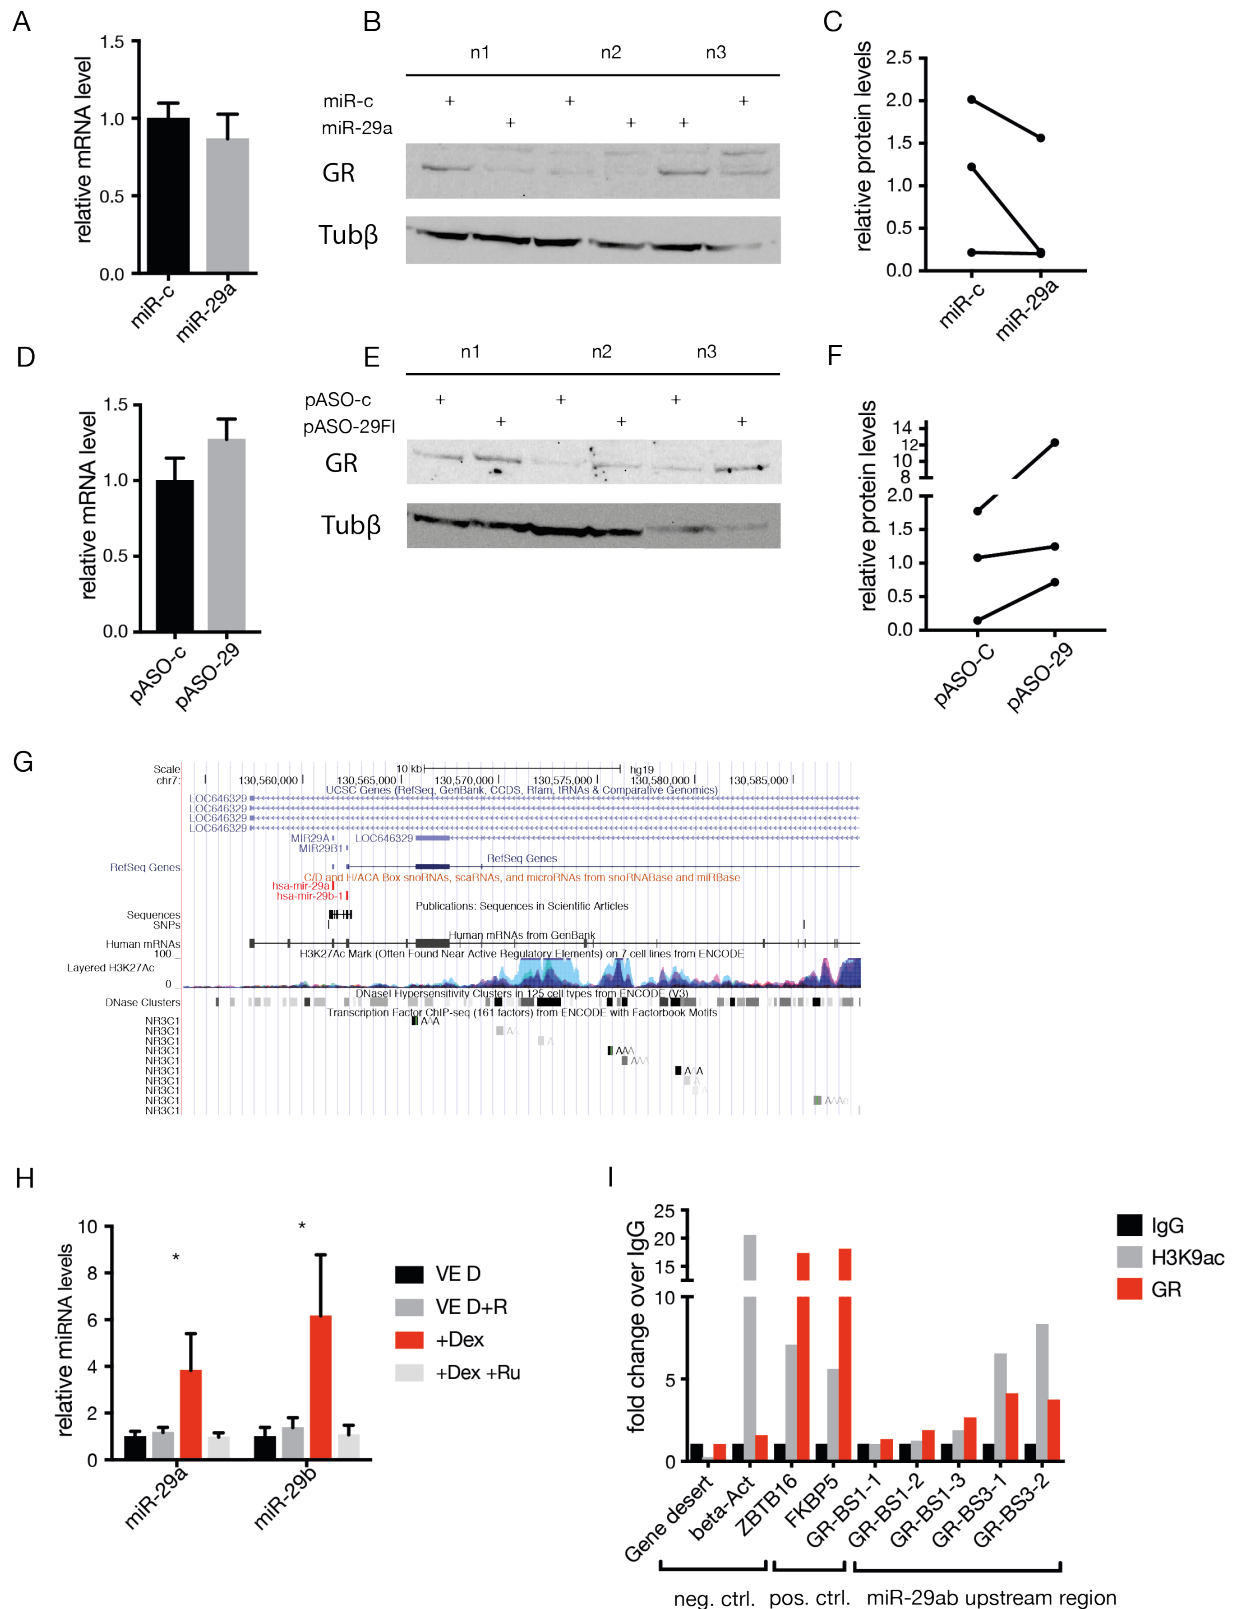 A
relative mRNA level
1.5
1.0
0.5
0.0
miR-c
miR-29a
B
n1
n2
n3
miR-c
+
+
+
miR-29a
+
+
+
GR
Tubβ
C
relative protein levels
2.5
2.0
1.5
1.0
0.5
0.0
miR-c
miR-29a
D
relative mRNA level
1.5
1.0
0.5
0.0
pASO-c
pASO-29
E
n1
n2
n3
pASO-c
+
+
+
pASO-29FI
+
+
+
GR
Tubβ
F
relative protein levels
14
12
10
8
2.0
1.5
1.0
0.5
0.0
pASO-C
pASO-29
G
Scale
10 kb
hg19
chr7:
130,560,000
130,565,000
130,570,000
130,575,000
130,580,000
130,585,000
UCSC Genes (RefSeq, GenBank, CCDS, Rfam, tRNAs & Comparative Genomics)
LOC646329
LOC646329
LOC646329
LOC646329
MIR29A
LOC646329
MIR29B1
RefSeq Genes
RefSeq Genes
C/D and H/ACA Box snoRNAs, scaRNAs, and microRNAs from snoRNABase and miRBase
hsa-mir-29a
hsa-mir-29b-1
Publications: Sequences in Scientific Articles
Sequences
SNPs
Human mRNAs from GenBank
Human mRNAs
H3K27Ac Mark (Often Found Near Active Regulatory Elements) on 7 cell lines from ENCODE
100
Layered H3K27Ac
0
DNaseI Hypersensitivity Clusters in 125 cell types from ENCODE (V3)
DNase Clusters
Transcription Factor ChIP-seq (161 factors) from ENCODE with Factorbook Motifs
NR3C1
AAA
NR3C1
NR3C1
A
NR3C1
AAA
NR3C1
AAA
NR3C1
NR3C1
NR3C1
NR3C1
NR3C1
H
relative miRNA levels
10
8
6
4
2
0
*
*
miR-29a
miR-29b
VE D
VE D+R
+Dex
+Dex +Ru
I
fold change over IgG
25
20
15
10
5
0
IgG
H3K9ac
GR
Gene desert
beta-Act
ZBTB16
FKBP5
GR-BS1-1
GR-BS1-2
GR-BS1-3
GR-BS3-1
GR-BS3-2
neg. ctrl.
pos. ctrl.
miR-29ab upstream region